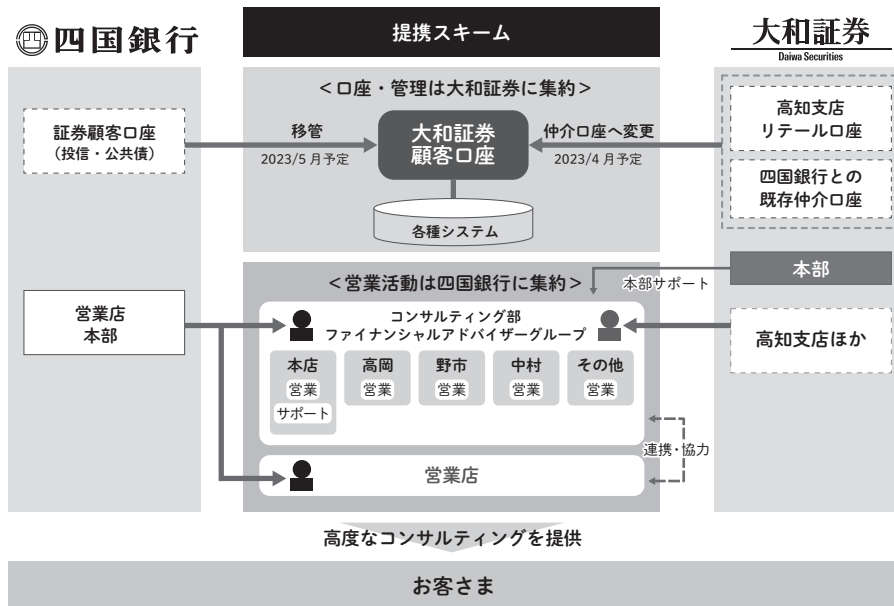 四国銀行
提携スキーム
大和証券
Daiwa Securities
<口座・管理は大和証券に集約>
証券顧客口座
(投信・公共債)
移管
2023/5月予定
大和証券
顧客口座
仲介口座へ変更
2023/4月予定
高知支店
リテール口座
四国銀行との
既存仲介口座
各種システム
<営業活動は四国銀行に集約>
本部サポート
本部
営業店
本部
コンサルティング部
ファイナンシャルアドバイザーグループ
高知支店ほか
本店
営業
サポート
高岡
営業
野市
営業
中村
営業
その他
営業
連携・協力
営業店
高度なコンサルティングを提供
お客さま